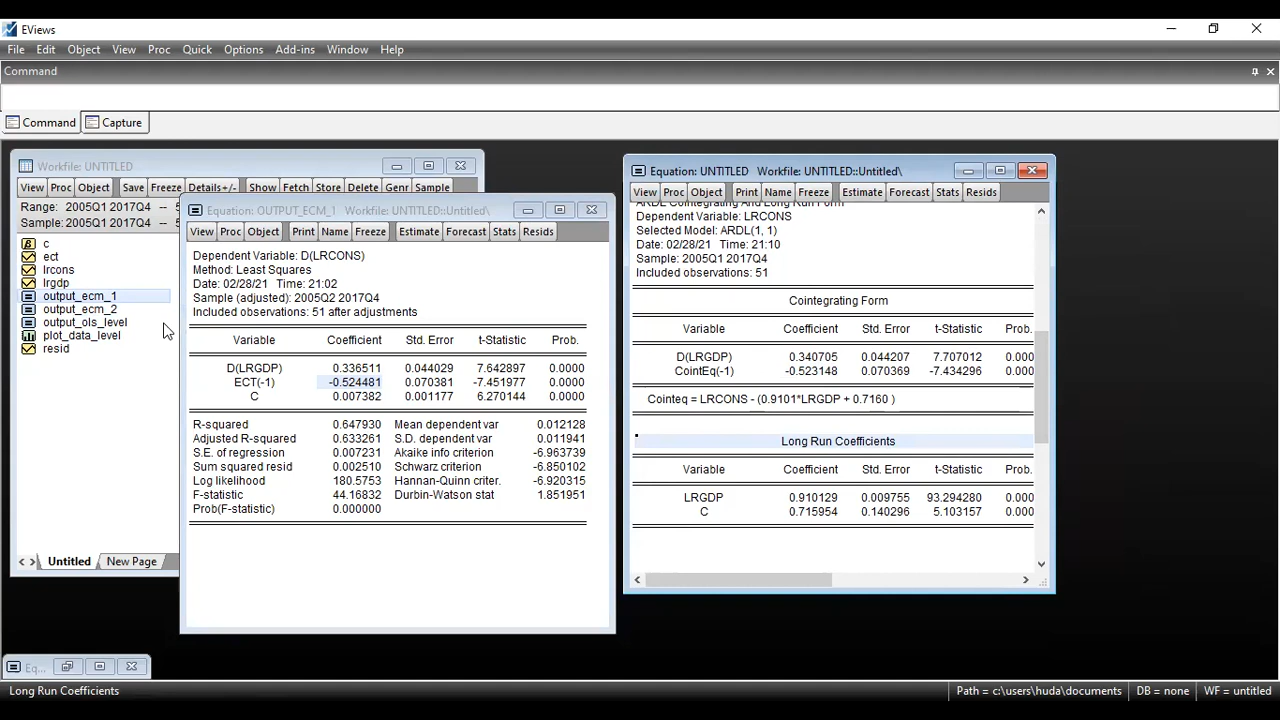 EViews
File Edit Object View Proc Quick Options Add-ins Window Help
Command
Command Capture
Workfile: UNTITLED
View Proc Object Save Freeze Details+/- Show Fetch Store Delete Genr Sample
Range: 2005Q1 2017Q4 --
Sample: 2005Q1 2017Q4 --
c
ect
lrcons
lrgdp
output_ecm_1
output_ecm_2
output_ols_level
plot_data_level
resid
Untitled New Page
Equation: OUTPUT_ECM_1 Workfile: UNTITLED::Untitled\
View Proc Object Print Name Freeze Estimate Forecast Stats Resids
Dependent Variable: D(LRCONS)
Method: Least Squares
Date: 02/28/21 Time: 21:02
Sample (adjusted): 2005Q2 2017Q4
Included observations: 51 after adjustments
Variable Coefficient Std. Error t-Statistic Prob.
D(LRGDP) 0.336511 0.044029 7.642897 0.0000
ECT(-1) -0.524481 0.070381 -7.451977 0.0000
C 0.007382 0.001177 6.270144 0.0000
R-squared 0.647930 Mean dependent var 0.012128
Adjusted R-squared 0.633261 S.D. dependent var 0.011941
S.E. of regression 0.007231 Akaike info criterion -6.963739
Sum squared resid 0.002510 Schwarz criterion -6.850102
Log likelihood 180.5753 Hannan-Quinn criter. -6.920315
F-statistic 44.16832 Durbin-Watson stat 1.851951
Prob(F-statistic) 0.000000
Equation: UNTITLED Workfile: UNTITLED::Untitled\
View Proc Object Print Name Freeze Estimate Forecast Stats Resids
ARDL Cointegrating And Long Run Form
Dependent Variable: LRCONS
Selected Model: ARDL(1, 1)
Date: 02/28/21 Time: 21:10
Sample: 2005Q1 2017Q4
Included observations: 51
Cointegrating Form
Variable Coefficient Std. Error t-Statistic Prob.
D(LRGDP) 0.340705 0.044207 7.707012 0.000
CointEq(-1) -0.523148 0.070369 -7.434296 0.000
Cointeq = LRCONS - (0.9101*LRGDP + 0.7160 )
Long Run Coefficients
Variable Coefficient Std. Error t-Statistic Prob.
LRGDP 0.910129 0.009755 93.294280 0.000
C 0.715954 0.140296 5.103157 0.000
Eq...
Long Run Coefficients Path = c:\users\huda\documents DB = none WF = untitled